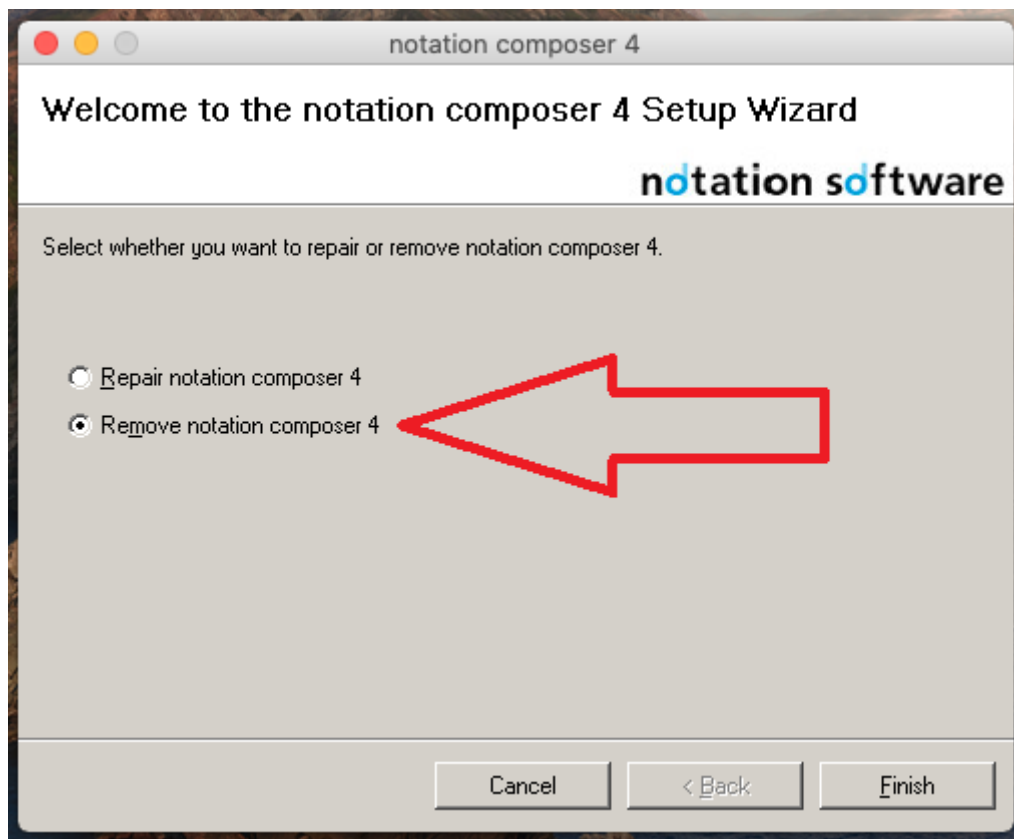 notation composer 4
Welcome to the notation composer 4 Setup Wizard
notation software
Select whether you want to repair or remove notation composer 4.
Repair notation composer 4
Remove notation composer 4
Cancel
< Back
Finish